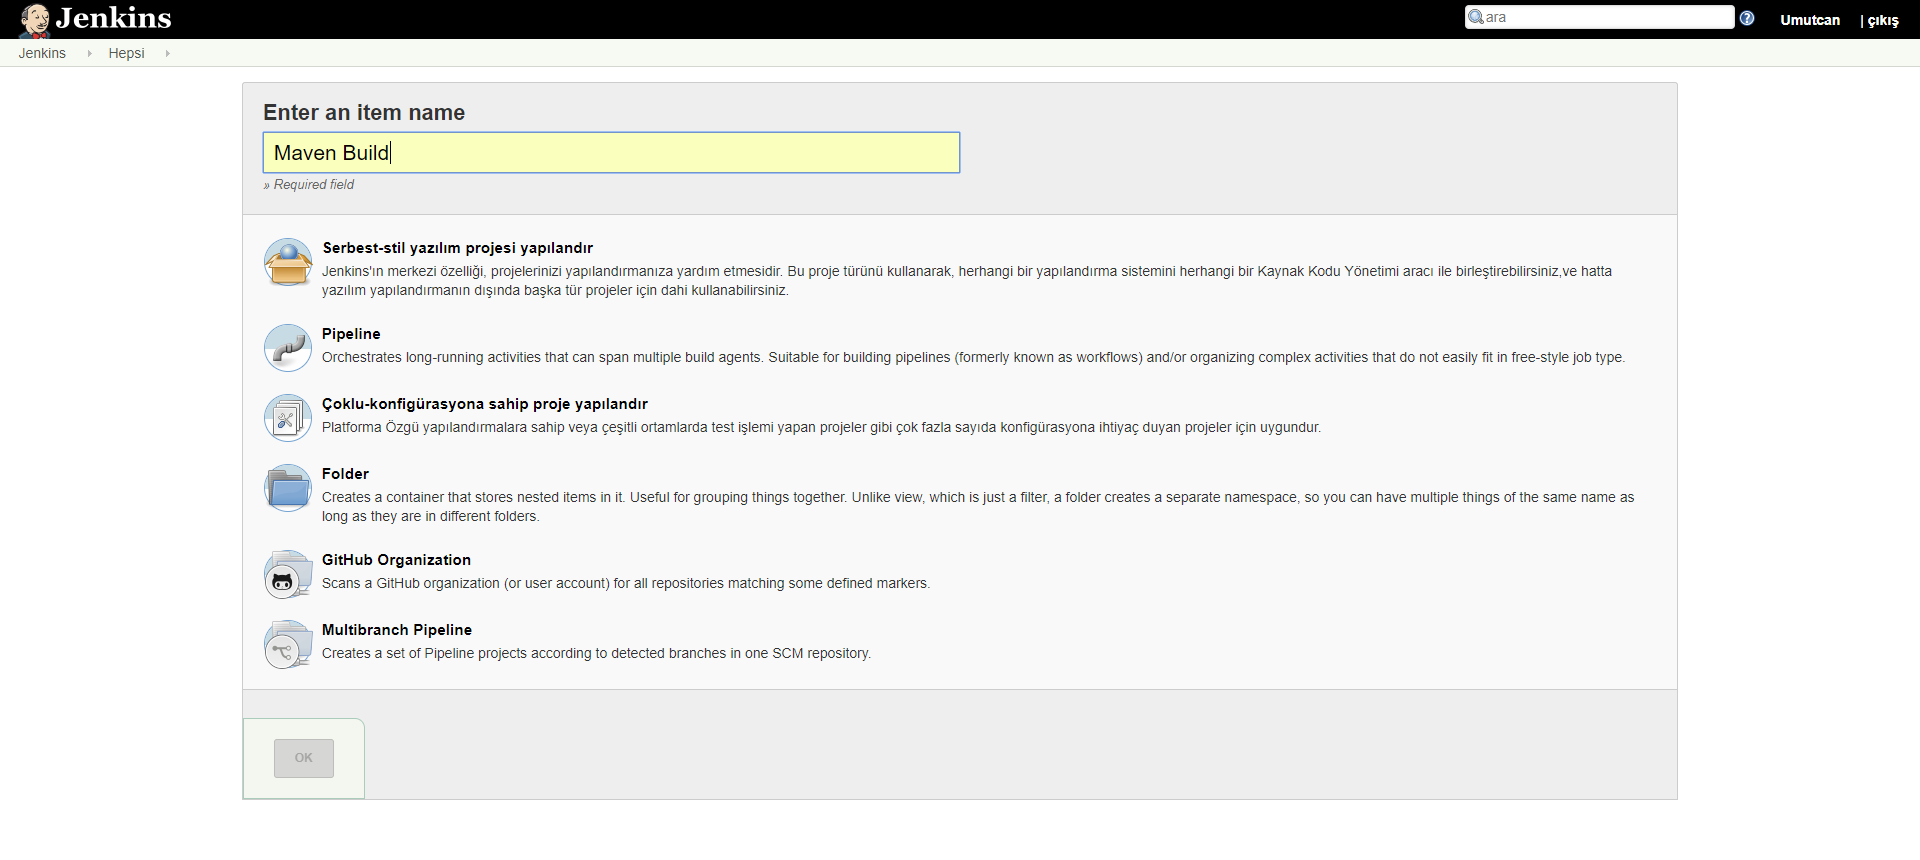 Jenkins
ara
Umutcan | çıkış
Jenkins Hepsi
Enter an item name
Maven Build
» Required field
Serbest-stil yazılım projesi yapılandır
Jenkins'ın merkezi özelliği, projelerinizi yapılandırmanıza yardım etmesidir. Bu proje türünü kullanarak, herhangi bir yapılandırma sistemini herhangi bir Kaynak Kodu Yönetimi aracı ile birleştirebilirsiniz,ve hatta
yazılım yapılandırmanın dışında başka tür projeler için dahi kullanabilirsiniz.
Pipeline
Orchestrates long-running activities that can span multiple build agents. Suitable for building pipelines (formerly known as workflows) and/or organizing complex activities that do not easily fit in free-style job type.
Çoklu-konfigürasyona sahip proje yapılandır
Platforma Özgü yapılandırmalara sahip veya çeşitli ortamlarda test işlemi yapan projeler gibi çok fazla sayıda konfigürasyona ihtiyaç duyan projeler için uygundur.
Folder
Creates a container that stores nested items in it. Useful for grouping things together. Unlike view, which is just a filter, a folder creates a separate namespace, so you can have multiple things of the same name as
long as they are in different folders.
GitHub Organization
Scans a GitHub organization (or user account) for all repositories matching some defined markers.
Multibranch Pipeline
Creates a set of Pipeline projects according to detected branches in one SCM repository.
OK